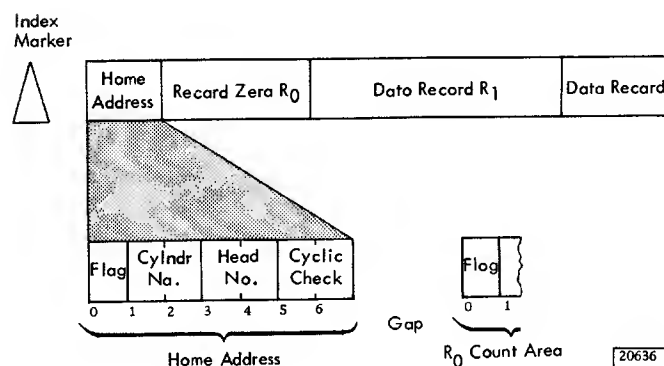 Index
Marker
Home
Address
Recard Zera R0
Dato Record R1
Data Recard
Flag
Cylndr
Na.
Head
No.
Cyclic
Check
Flog
0 1 2 3 4 5 6
0 1
Gap
Home Address
R0 Count Area
20636